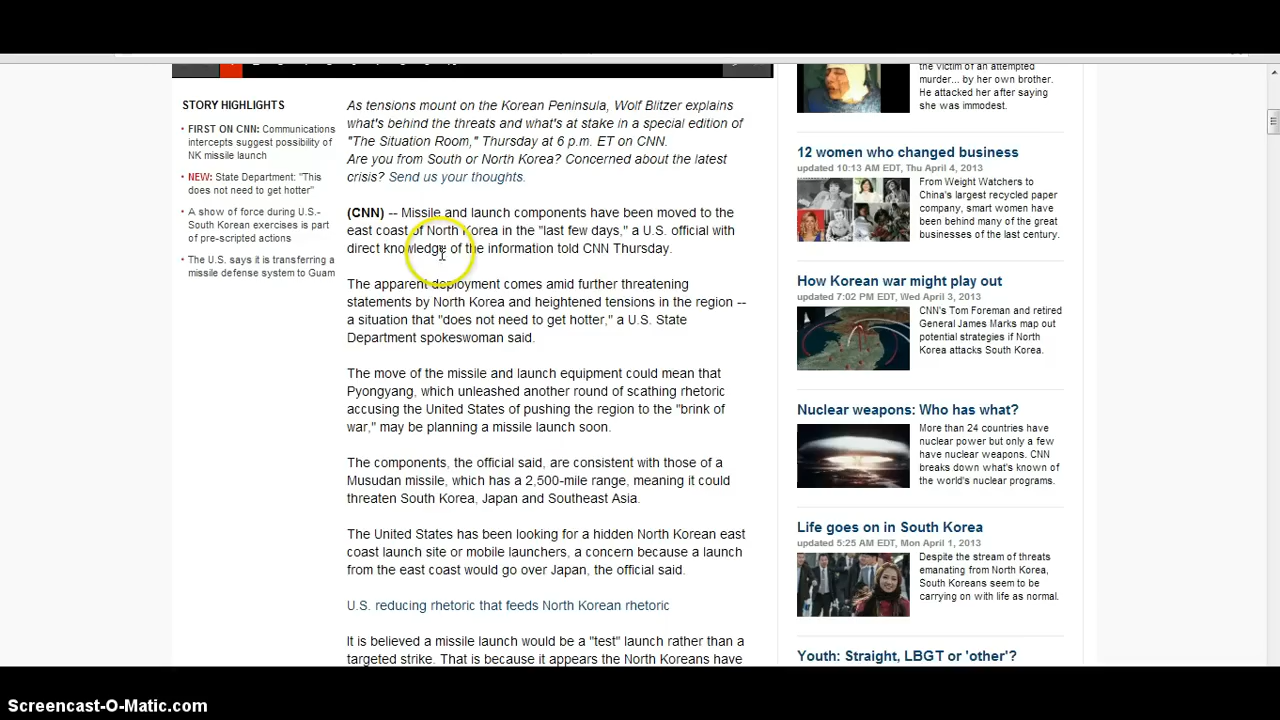 STORY HIGHLIGHTS
FIRST ON CNN: Communications
intercepts suggest possibility of
NK missile launch
NEW: State Department: "This
does not need to get hotter"
A show of force during U.S.-
South Korean exercises is part
of pre-scripted actions
The U.S. says it is transferring a
missile defense system to Guam
As tensions mount on the Korean Peninsula, Wolf Blitzer explains
what's behind the threats and what's at stake in a special edition of
"The Situation Room," Thursday at 6 p.m. ET on CNN.
Are you from South or North Korea? Concerned about the latest
crisis? Send us your thoughts.
(CNN) -- Missile and launch components have been moved to the
east coast of North Korea in the "last few days," a U.S. official with
direct knowledge of the information told CNN Thursday.
The apparent deployment comes amid further threatening
statements by North Korea and heightened tensions in the region --
a situation that "does not need to get hotter," a U.S. State
Department spokeswoman said.
The move of the missile and launch equipment could mean that
Pyongyang, which unleashed another round of scathing rhetoric
accusing the United States of pushing the region to the "brink of
war," may be planning a missile launch soon.
The components, the official said, are consistent with those of a
Musudan missile, which has a 2,500-mile range, meaning it could
threaten South Korea, Japan and Southeast Asia.
The United States has been looking for a hidden North Korean east
coast launch site or mobile launchers, a concern because a launch
from the east coast would go over Japan, the official said.
U.S. reducing rhetoric that feeds North Korean rhetoric
It is believed a missile launch would be a "test" launch rather than a
targeted strike. That is because it appears the North Koreans have
the victim of an attempted
murder... by her own brother.
He attacked her after saying
she was immodest.
12 women who changed business
updated 10:13 AM EDT, Thu April 4, 2013
From Weight Watchers to
China's largest recycled paper
company, smart women have
been behind many of the great
businesses of the last century.
How Korean war might play out
updated 7:02 PM EDT, Wed April 3, 2013
CNN's Tom Foreman and retired
General James Marks map out
potential strategies if North
Korea attacks South Korea.
Nuclear weapons: Who has what?
More than 24 countries have
nuclear power but only a few
have nuclear weapons. CNN
breaks down what's known of
the world's nuclear programs.
Life goes on in South Korea
updated 5:25 AM EDT, Mon April 1, 2013
Despite the stream of threats
emanating from North Korea,
South Koreans seem to be
carrying on with life as normal.
Youth: Straight, LBGT or 'other'?
Screencast-O-Matic.com